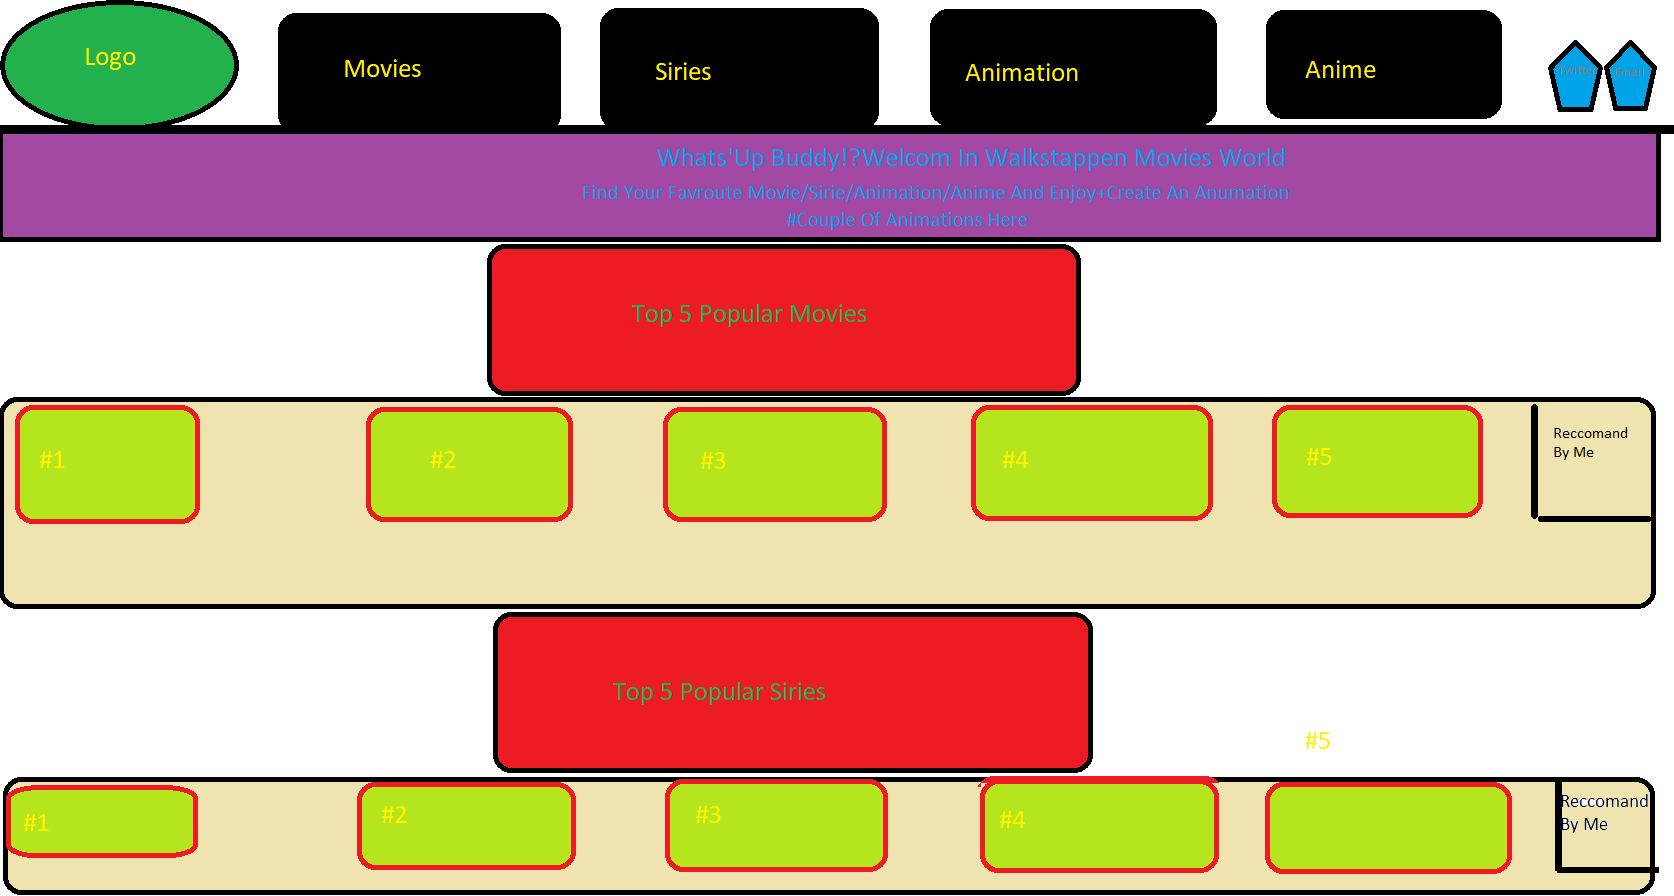 Logo
Movies
Siries
Animation
Anime
Twitter
Email
Whats'Up Buddy!?Welcom In Walkstappen Movies World
Find Your Favroute Movie/Sirie/Animation/Anime And Enjoy+Create An Anumation
#Couple Of Animations Here
Top 5 Popular Movies
#1
#2
#3
#4
#5
Reccomand
By Me
Top 5 Popular Siries
#5
#1
#2
#3
#4
Reccomand
By Me